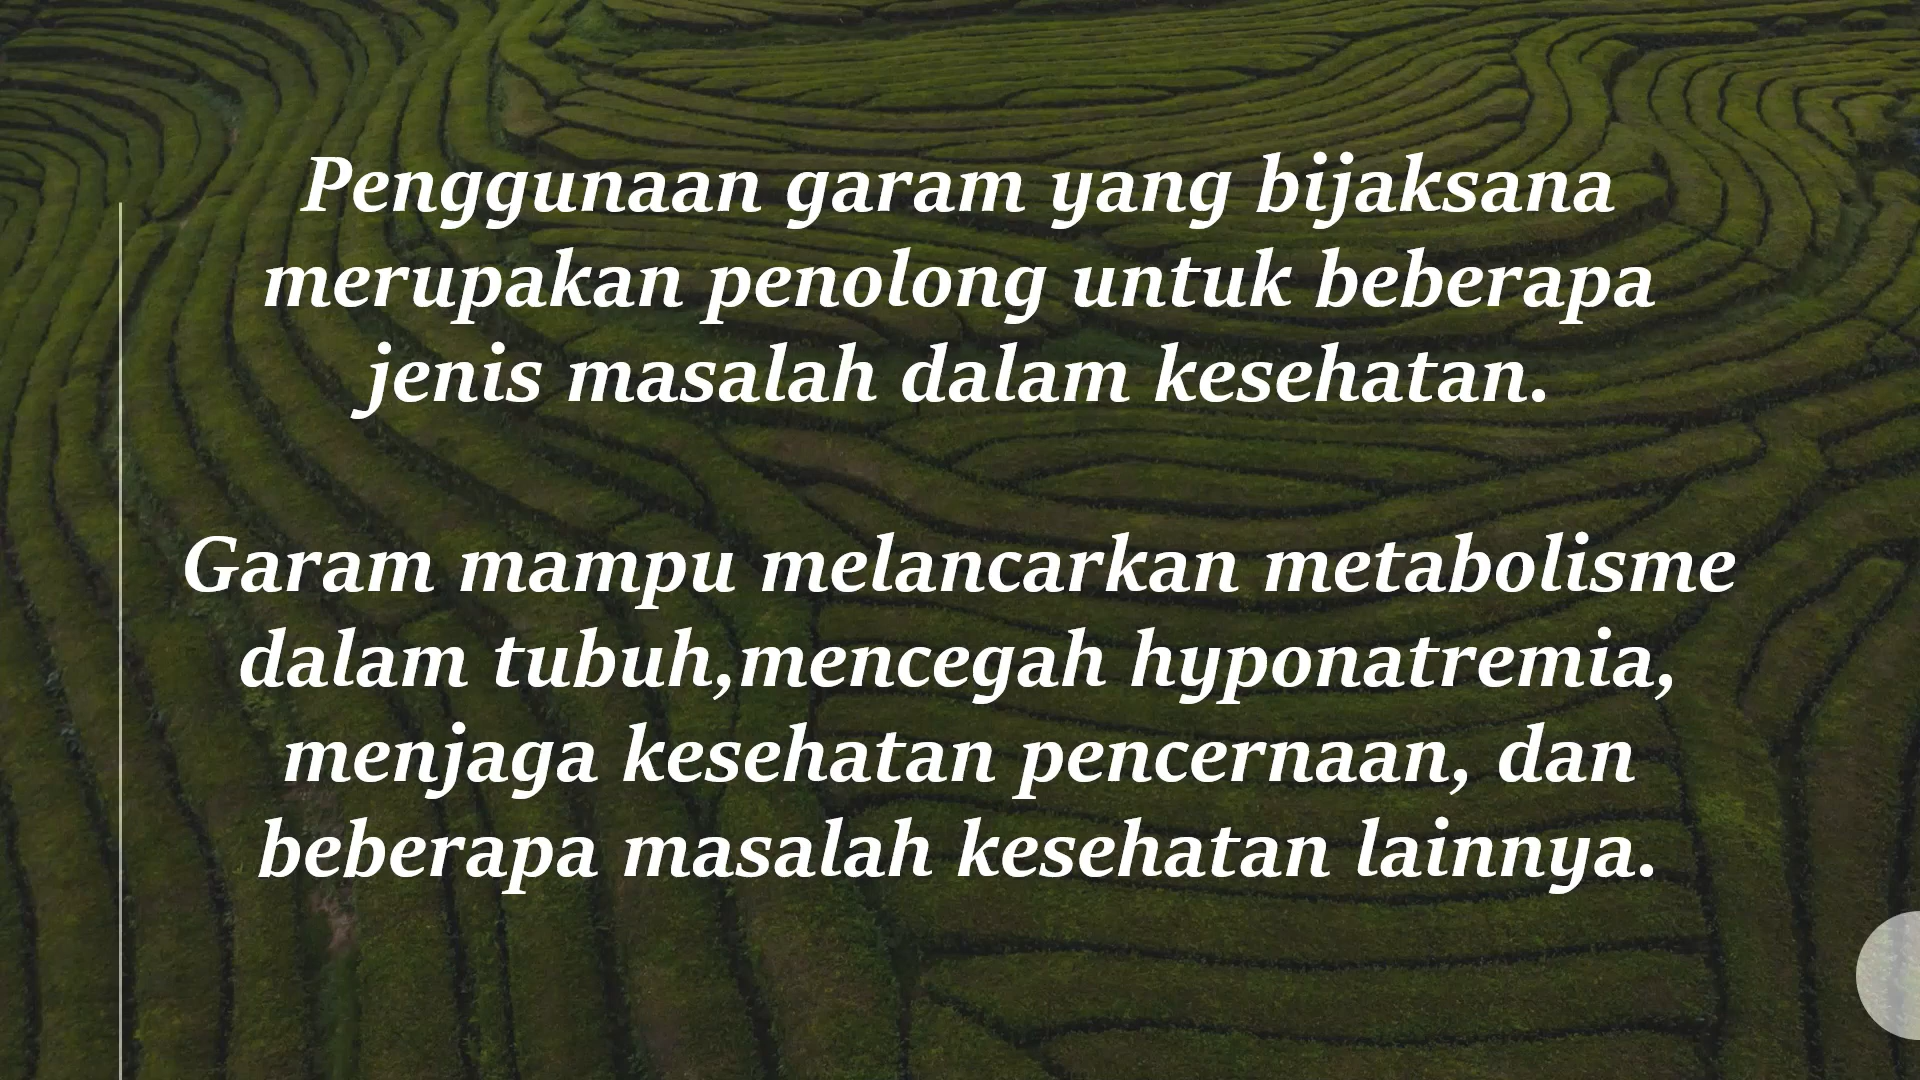 Penggunaan garam yang bijaksana
merupakan penolong untuk beberapa
jenis masalah dalam kesehatan.
Garam mampu melancarkan metabolisme
dalam tubuh,mencegah hyponatremia,
menjaga kesehatan pencernaan, dan
beberapa masalah kesehatan lainnya.